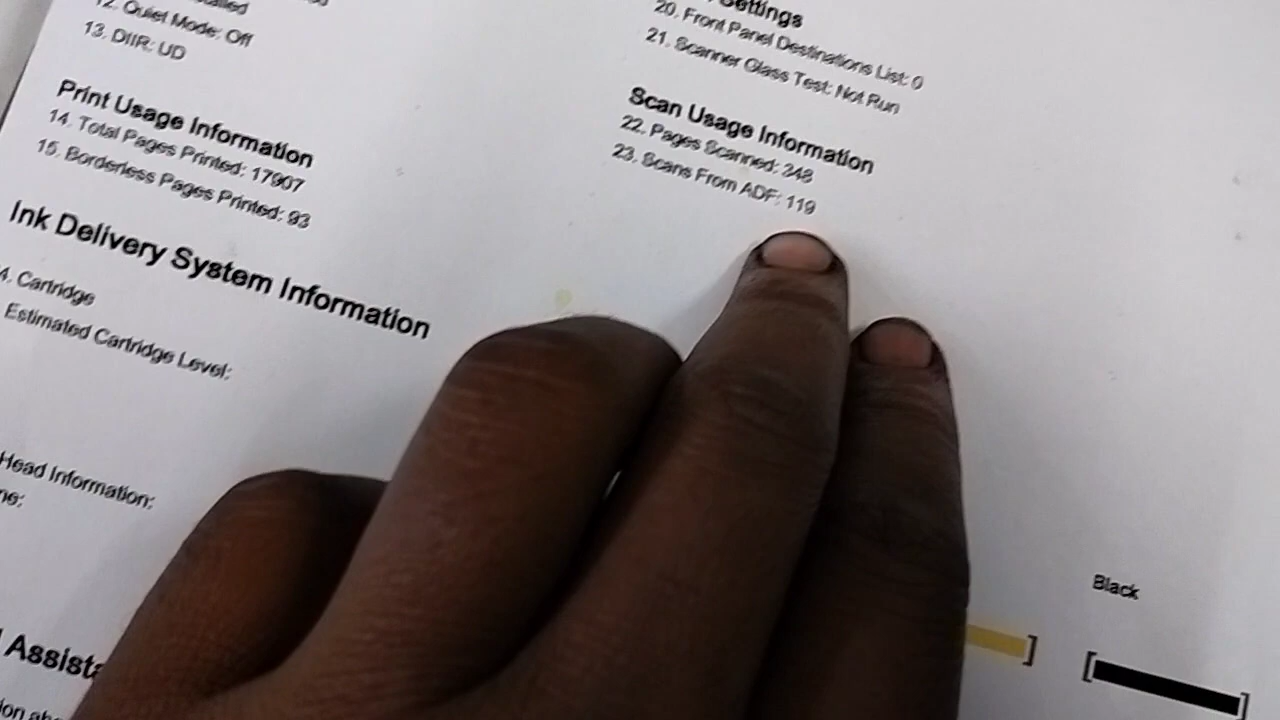 12. Quiet Mode: Off
13. DIIR: UD
Print Usage Information
14. Total Pages Printed: 17907
15. Borderless Pages Printed: 93
Ink Delivery System Information
Cartridge
Estimated Cartridge Level:
Head Information:
Settings
20. Front Panel Destinations List: 0
21. Scanner Glass Test: Not Run
Scan Usage Information
22. Pages Scanned: 348
23. Scans From ADF: 119
Black